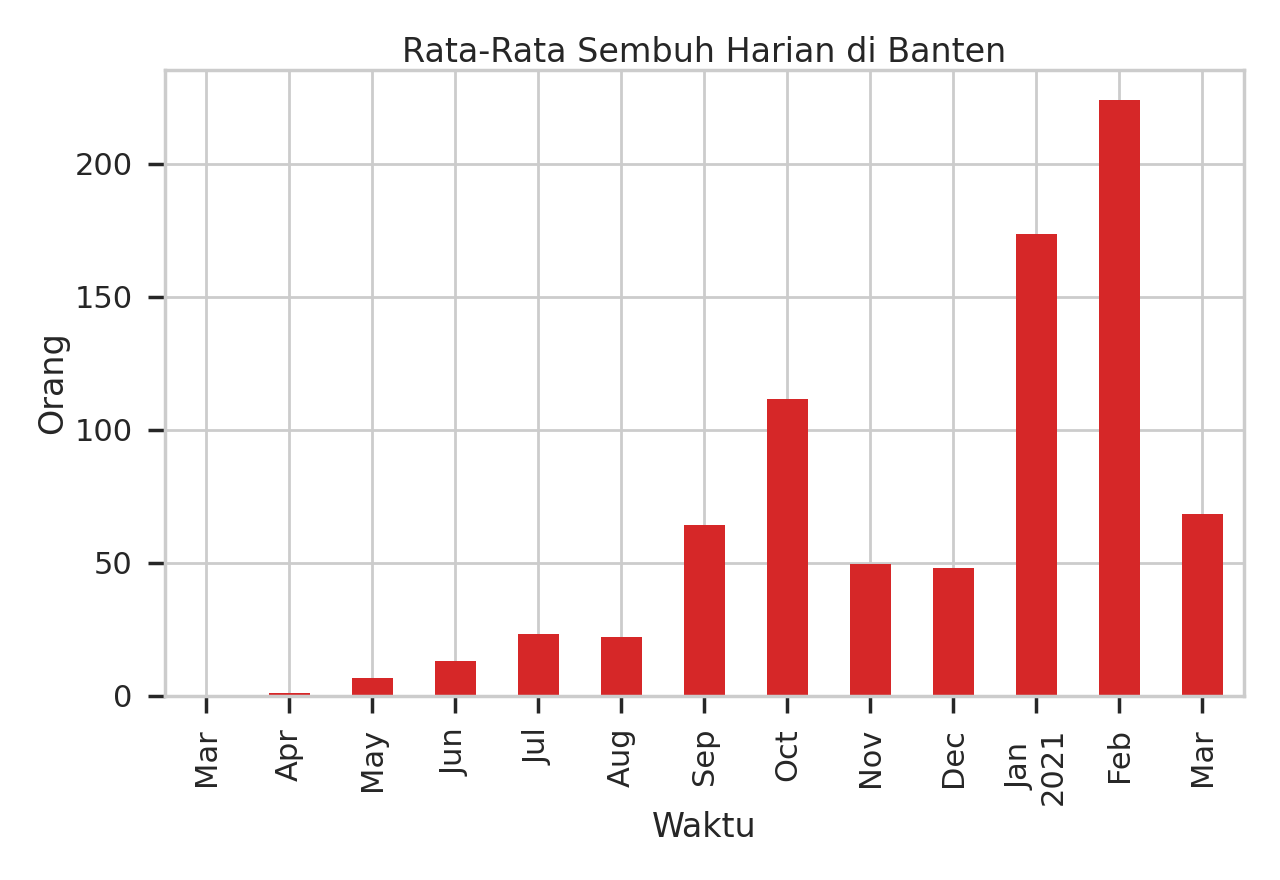 Rata-Rata Sembuh Harian di Banten
Orang
200
150
100
50
0
Mar
Apr
May
Jun
Jul
Aug
Sep
Oct
Nov
Dec
Jan
2021
Feb
Mar
Waktu